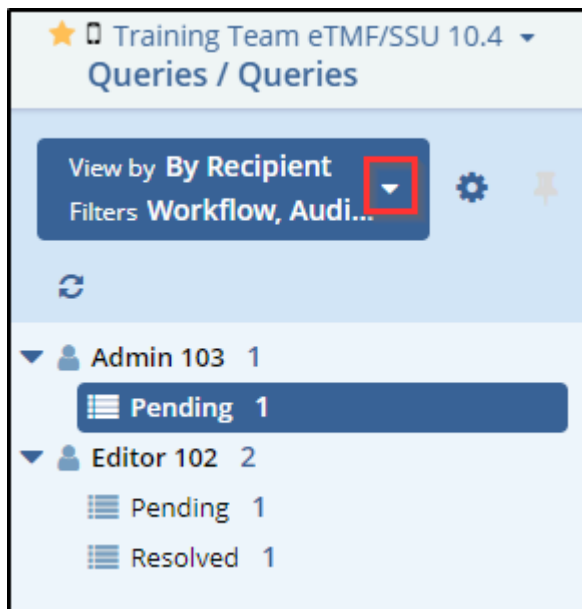 Training Team eTMF/SSU 10.4
Queries / Queries
View by By Recipient
Filters Workflow, Audi...
Admin 103 1
Pending 1
Editor 102 2
Pending 1
Resolved 1